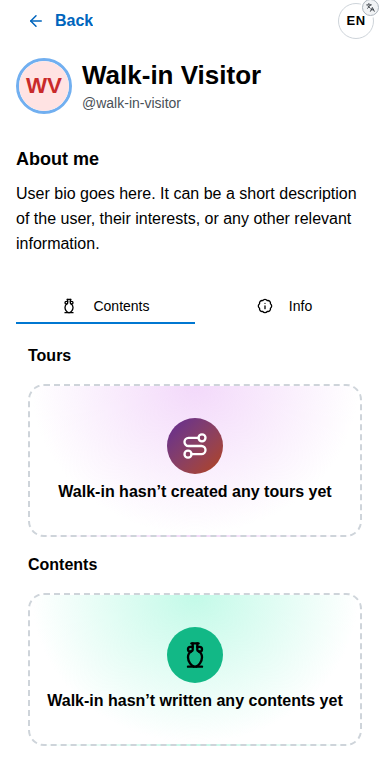 Back
EN
WV
Walk-in Visitor
@walk-in-visitor
About me
User bio goes here. It can be a short description
of the user, their interests, or any other relevant
information.
Contents
Info
Tours
Walk-in hasn’t created any tours yet
Contents
Walk-in hasn’t written any contents yet